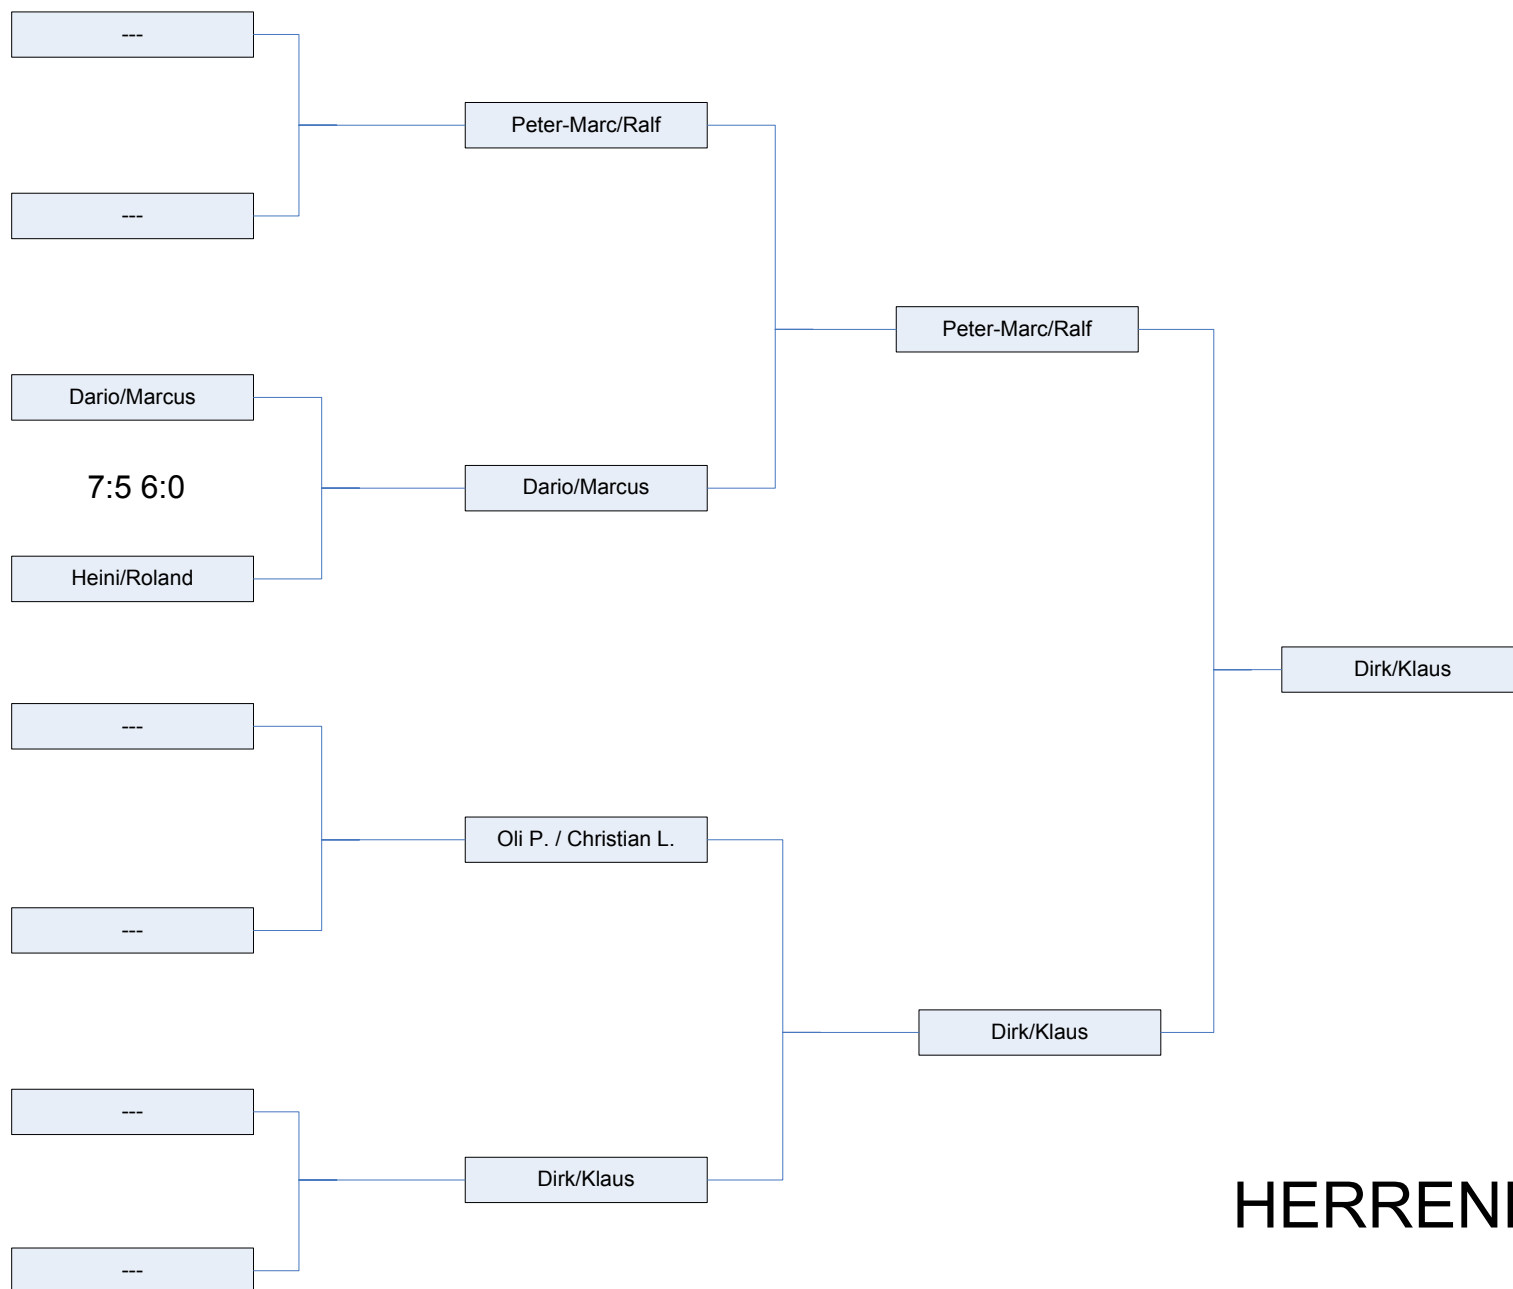 ---
Peter-Marc/Ralf
---
Peter-Marc/Ralf
Dario/Marcus
7:5 6:0
Dario/Marcus
Heini/Roland
Dirk/Klaus
---
Oli P. / Christian L.
---
Dirk/Klaus
---
Dirk/Klaus
HERREN
---